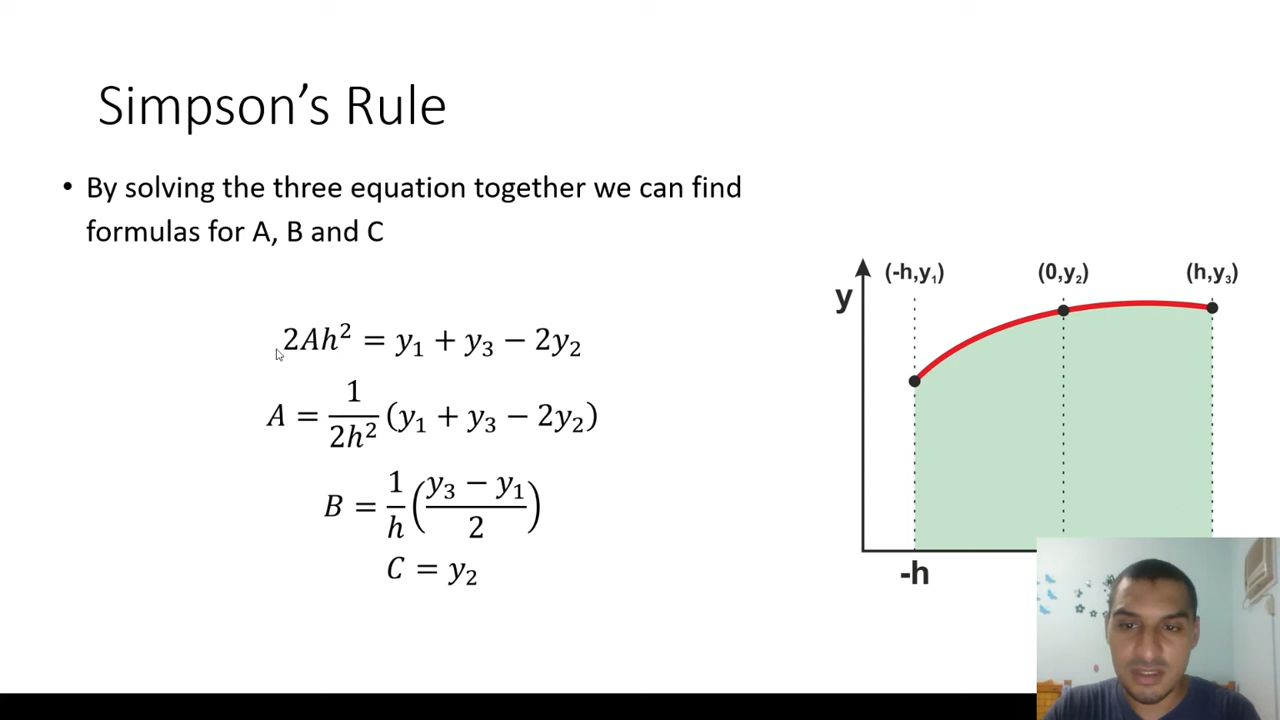 Simpson's Rule
• By solving the three equation together we can find
formulas for A, B and C
2Ah² = y₁ + y₃ − 2y₂
A = 1/2h² (y₁ + y₃ − 2y₂)
B = 1/h ((y₃ − y₁)/2)
C = y₂
(-h,y₁) (0,y₂) (h,y₃)
y
-h